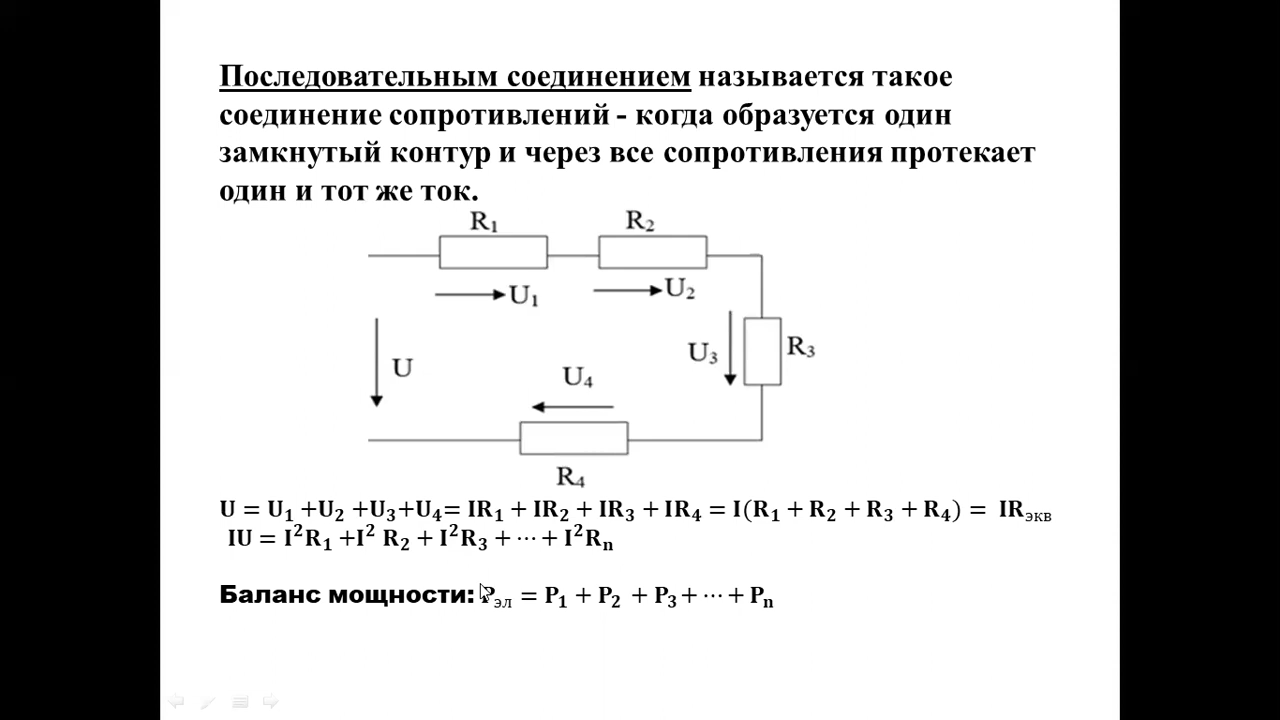 Последовательным соединением называется такое
соединение сопротивлений - когда образуется один
замкнутый контур и через все сопротивления протекает
один и тот же ток.
R₁ R₂
U₁ U₂
U₃ R₃
U U₄
R₄
U = U₁ +U₂ +U₃+U₄= IR₁ + IR₂ + IR₃ + IR₄ = I(R₁ + R₂ + R₃ + R₄) = IRэкв
IU = I²R₁ +I² R₂ + I²R₃ + ⋯ + I²Rₙ
Баланс мощности: Pэл = P₁ + P₂ + P₃+ ⋯ + Pₙ